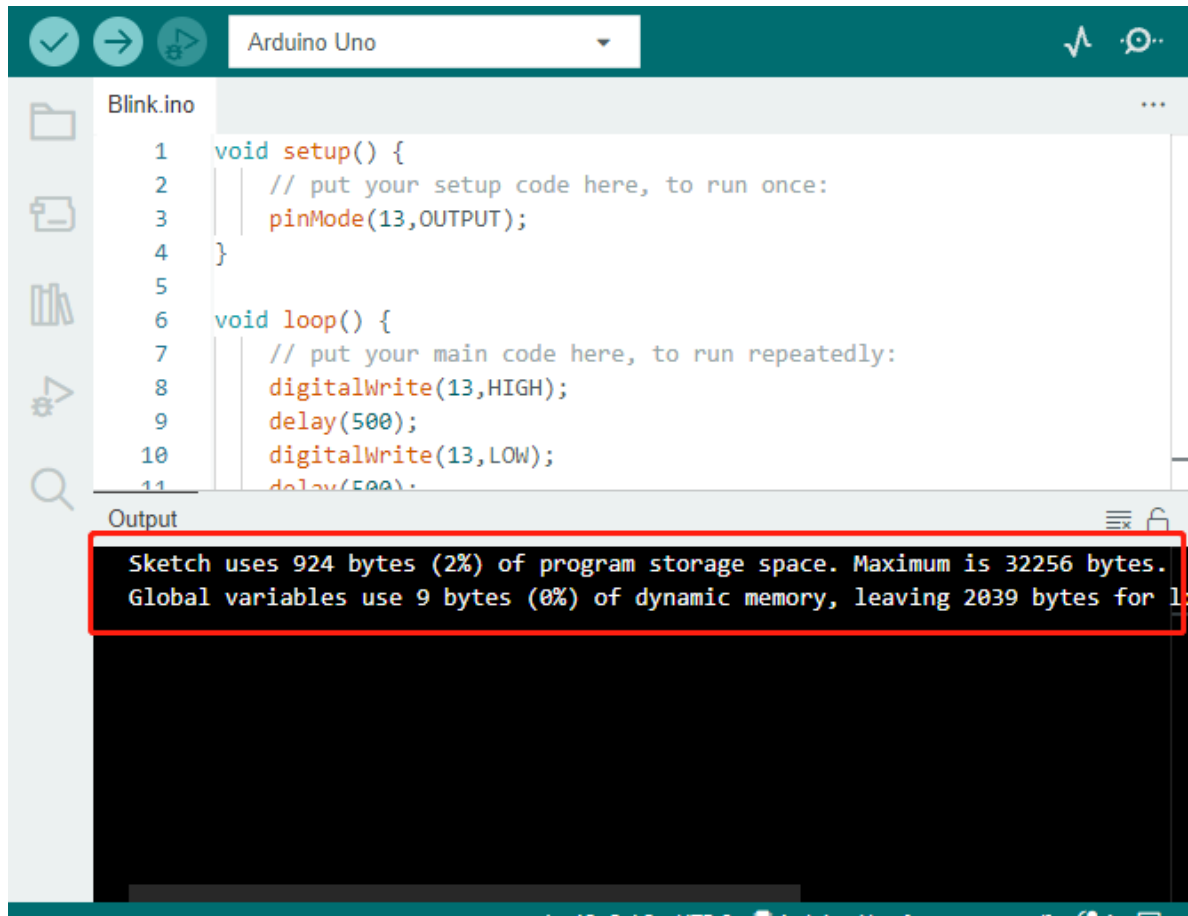 Arduino Uno
Blink.ino
1 void setup() {
2 // put your setup code here, to run once:
3 pinMode(13,OUTPUT);
4 }
5
6 void loop() {
7 // put your main code here, to run repeatedly:
8 digitalWrite(13,HIGH);
9 delay(500);
10 digitalWrite(13,LOW);
11 delay(500);
Output
Sketch uses 924 bytes (2%) of program storage space. Maximum is 32256 bytes.
Global variables use 9 bytes (0%) of dynamic memory, leaving 2039 bytes for